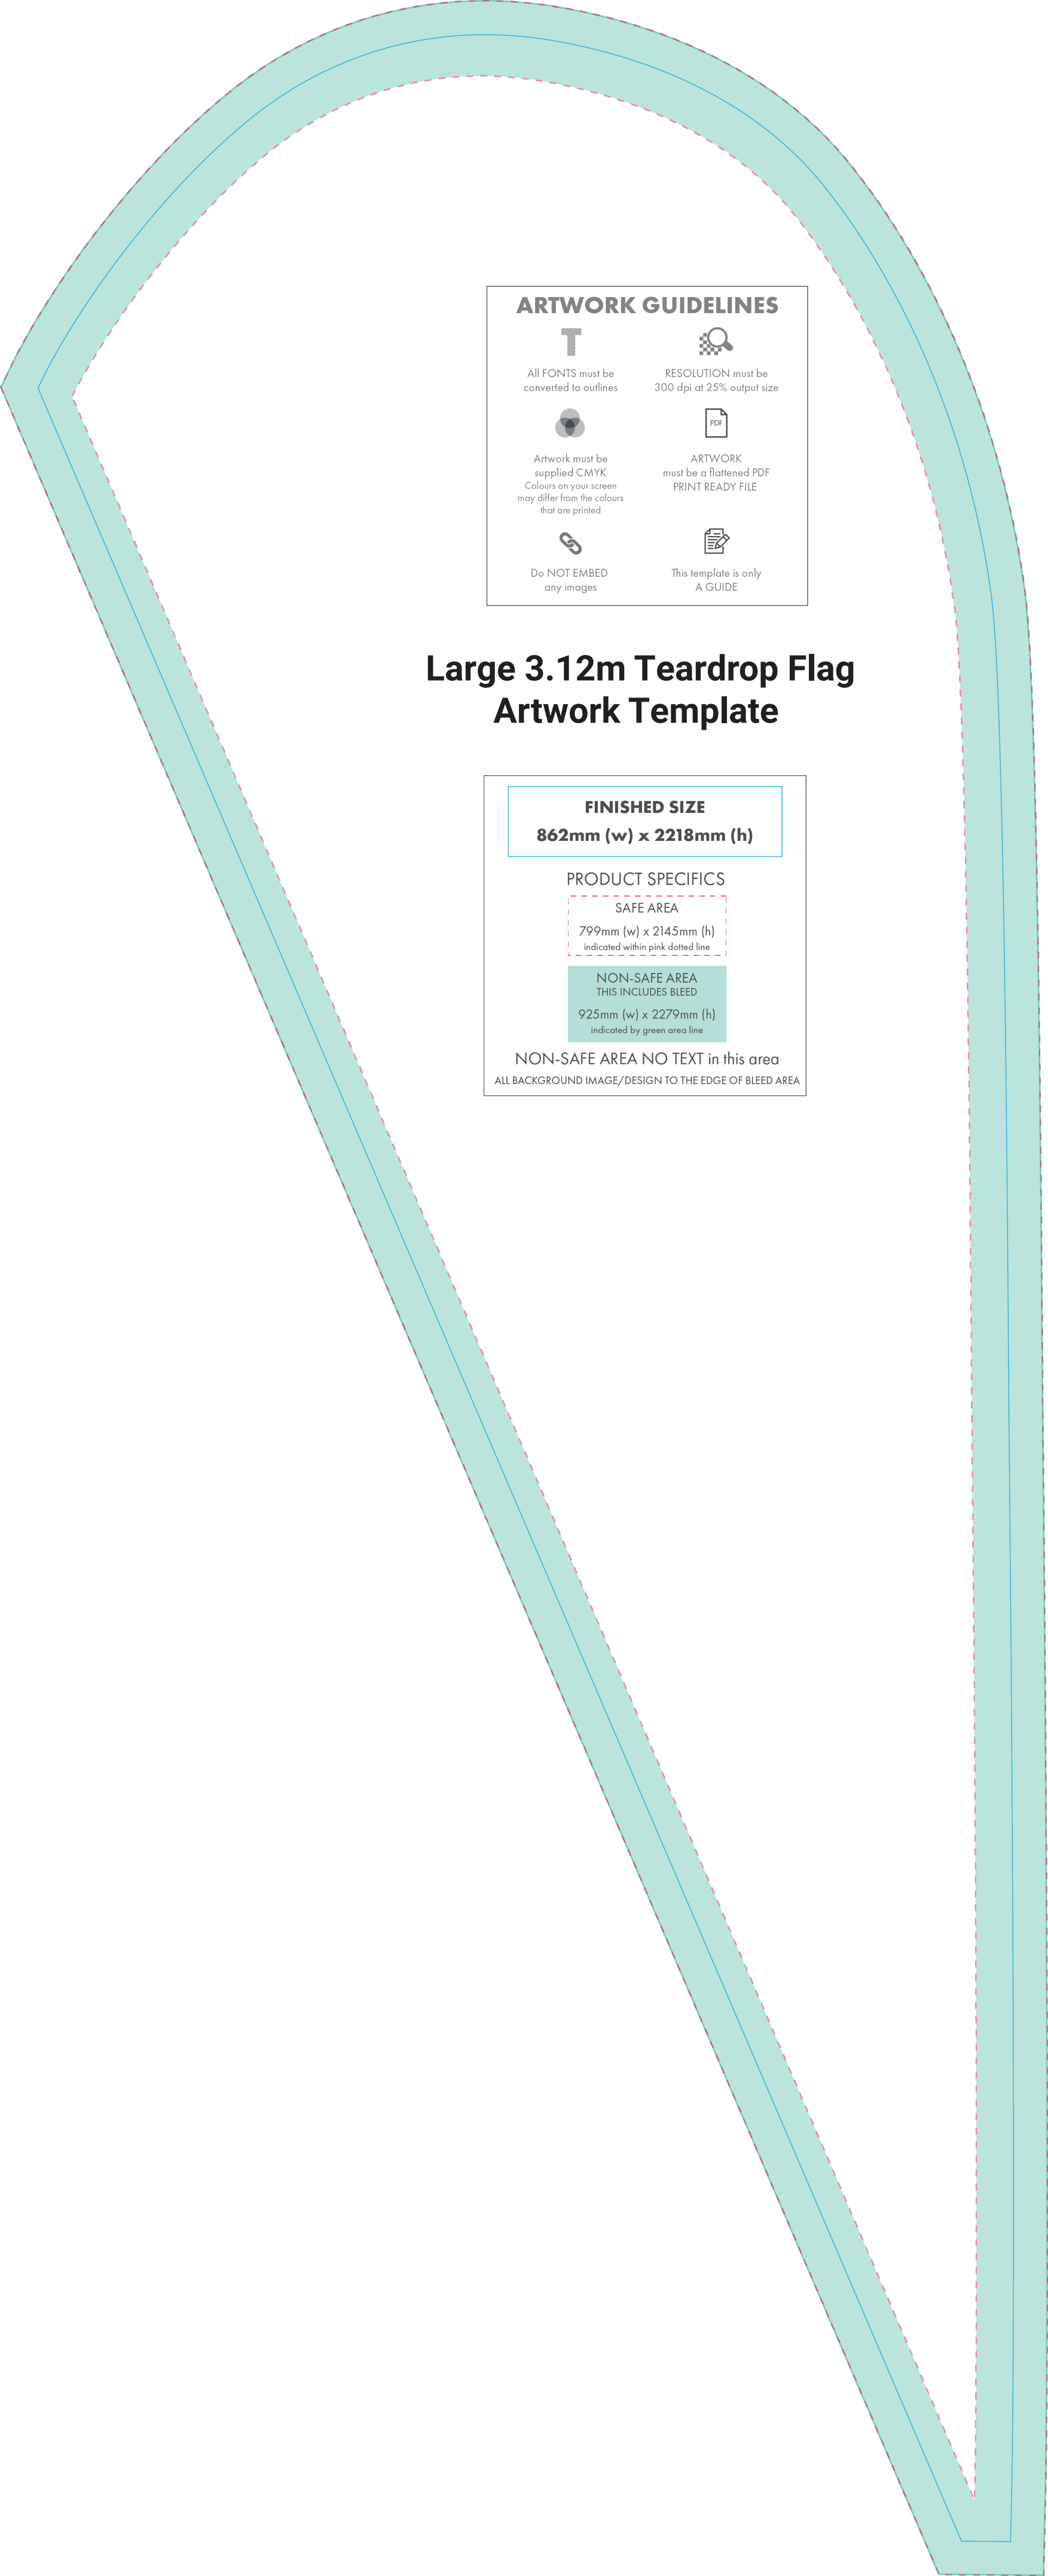 ARTWORK GUIDELINES
T
All FONTS must be
converted to outlines
RESOLUTION must be
300 dpi at 25% output size
Artwork must be
supplied CMYK
Colours on your screen
may differ from the colours
that are printed
PDF
ARTWORK
must be a flattened PDF
PRINT READY FILE
Do NOT EMBED
any images
This template is only
A GUIDE
Large 3.12m Teardrop Flag
Artwork Template
FINISHED SIZE
862mm (w) x 2218mm (h)
PRODUCT SPECIFICS
SAFE AREA
799mm (w) x 2145mm (h)
indicated within pink dotted line
NON-SAFE AREA
THIS INCLUDES BLEED
925mm (w) x 2279mm (h)
indicated by green area line
NON-SAFE AREA NO TEXT in this area
ALL BACKGROUND IMAGE/DESIGN TO THE EDGE OF BLEED AREA